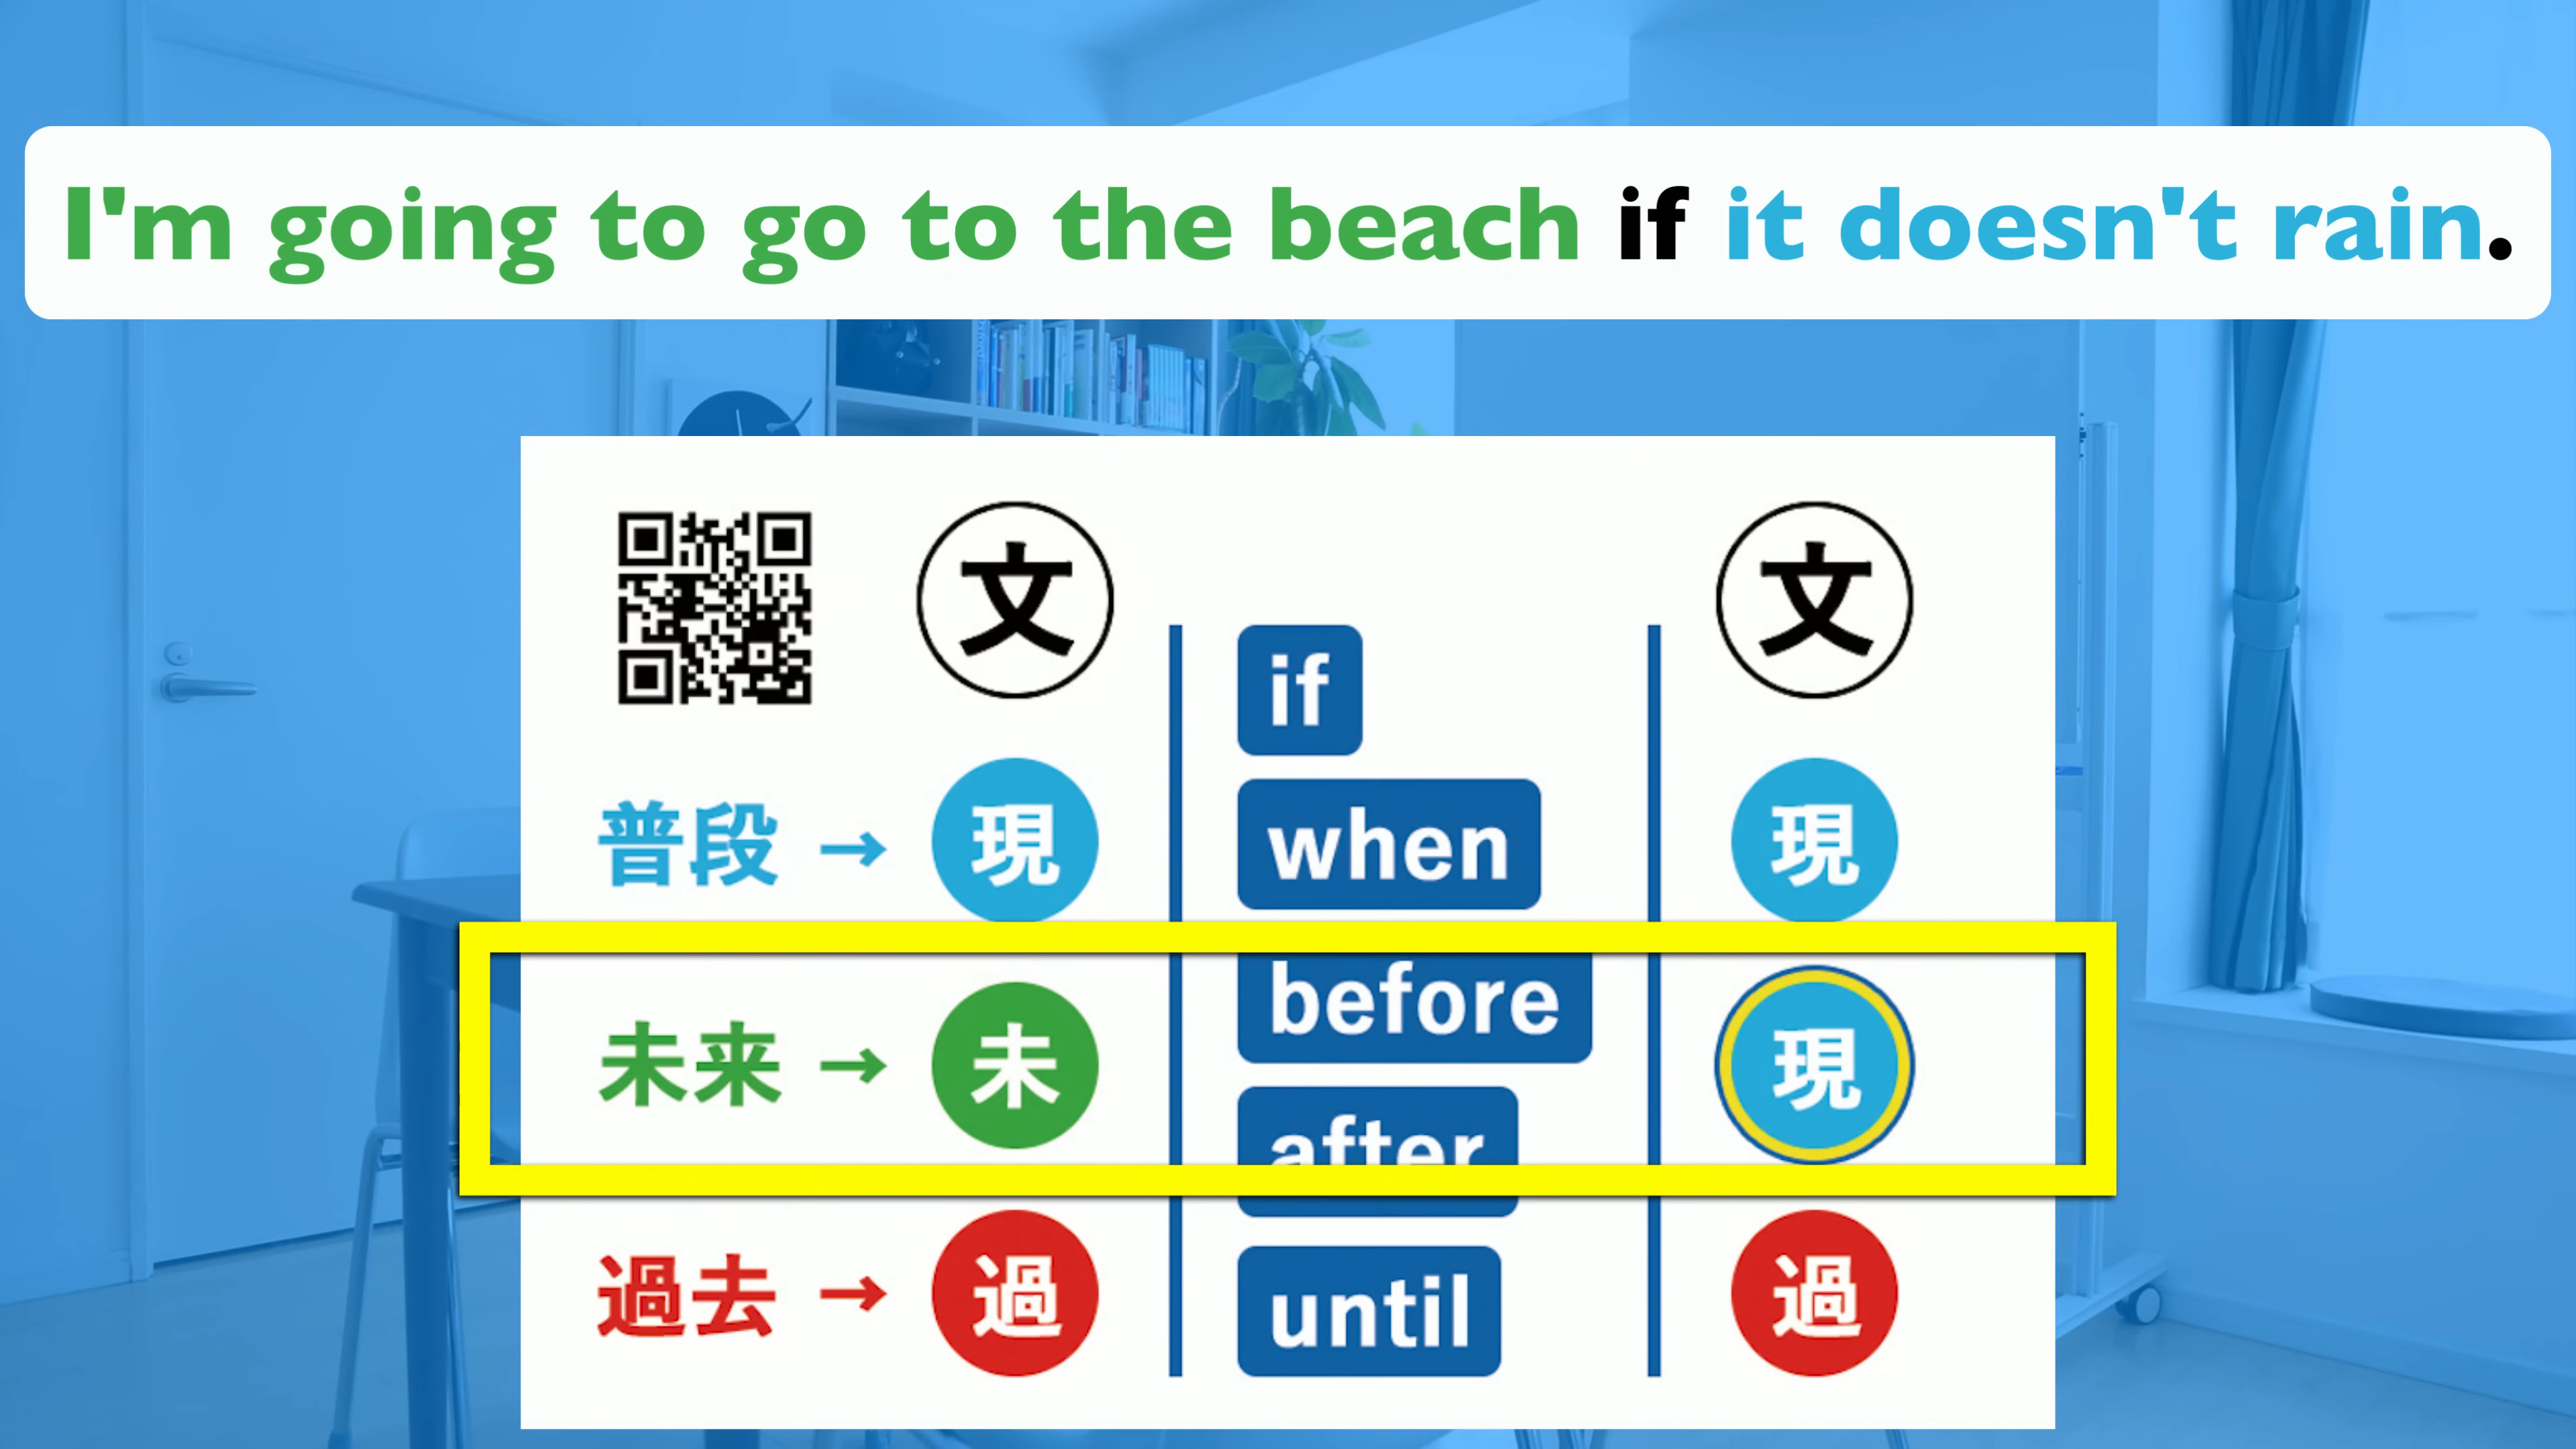 I'm going to go to the beach if it doesn't rain.
文 文
if
普段 → 現 when 現
before
未来 → 未 現
after
過去 → 過 until 過